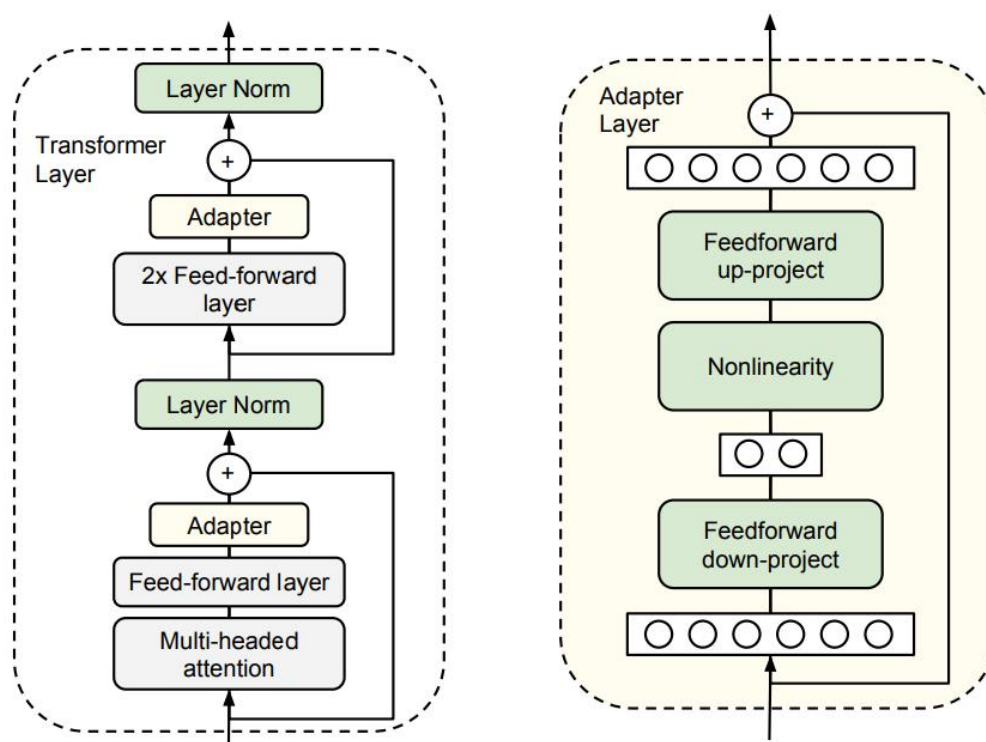 Layer Norm
Transformer
Layer
+
Adapter
2x Feed-forward
layer
Layer Norm
+
Adapter
Feed-forward layer
Multi-headed
attention
Adapter
Layer
+
Feedforward
up-project
Nonlinearity
Feedforward
down-project